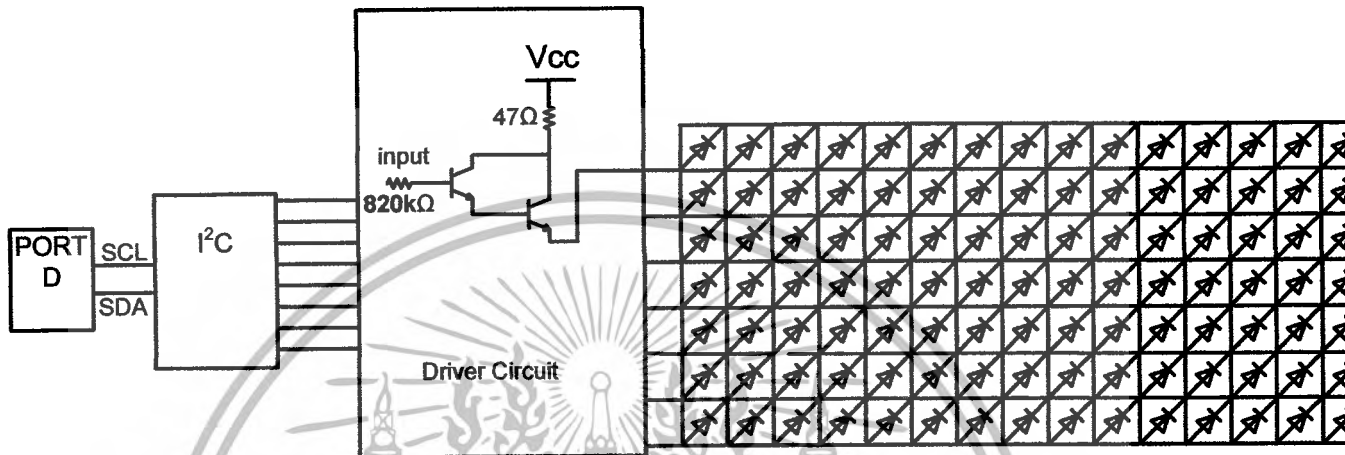 Vcc
47Ω
input
820kΩ
PORT
D
SCL
SDA
I²C
Driver Circuit